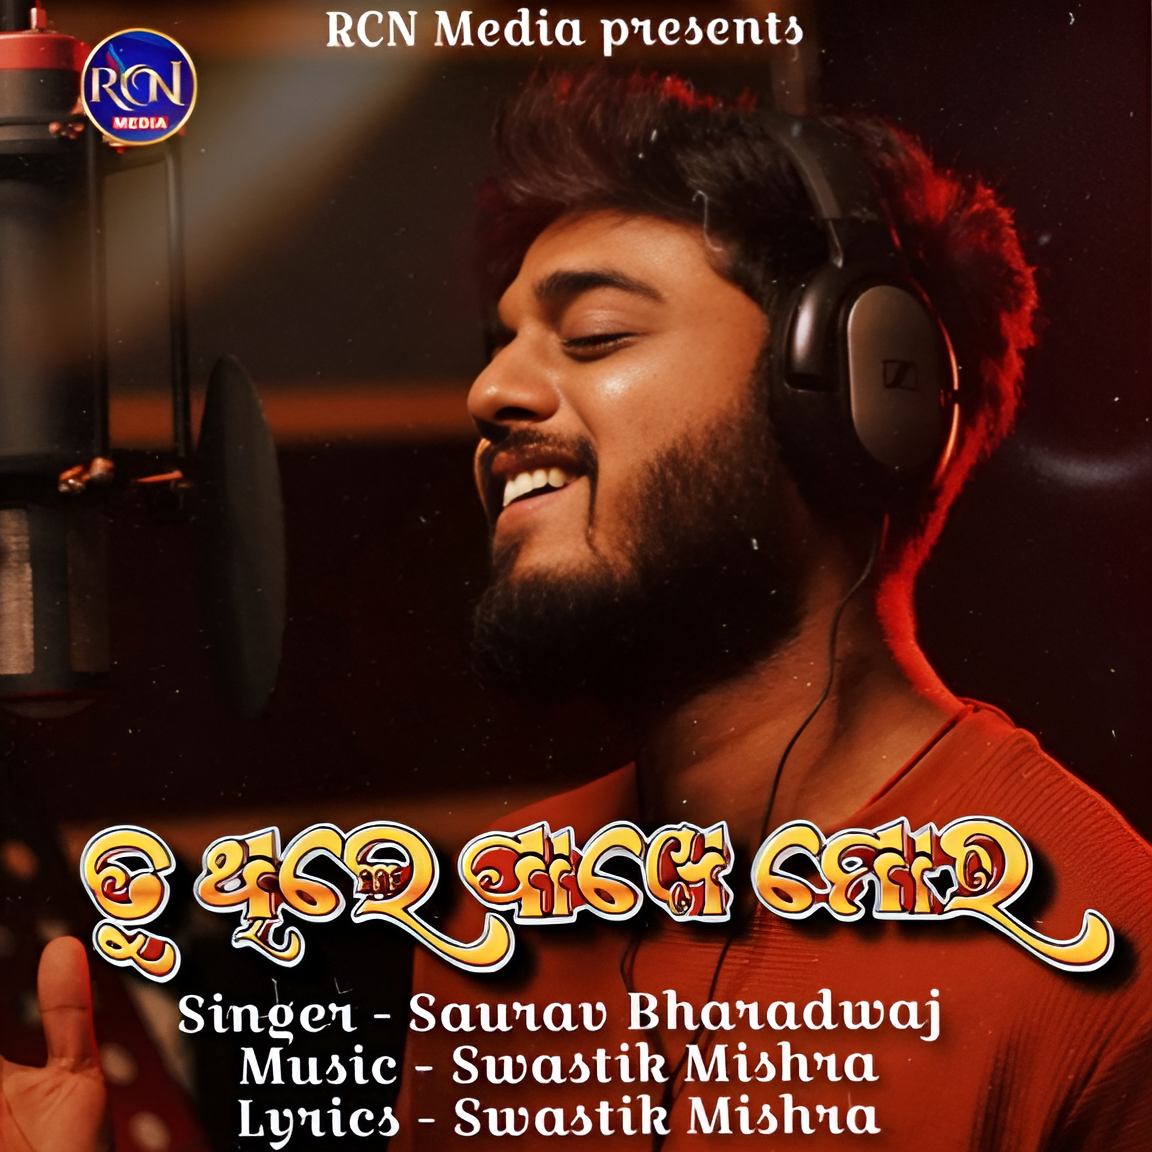 RCN Media presents
RCN
MEDIA
ତୁ ଥିଲେ ପାଖେ ମୋର
Singer - Saurav Bharadwaj
Music - Swastik Mishra
Lyrics - Swastik Mishra